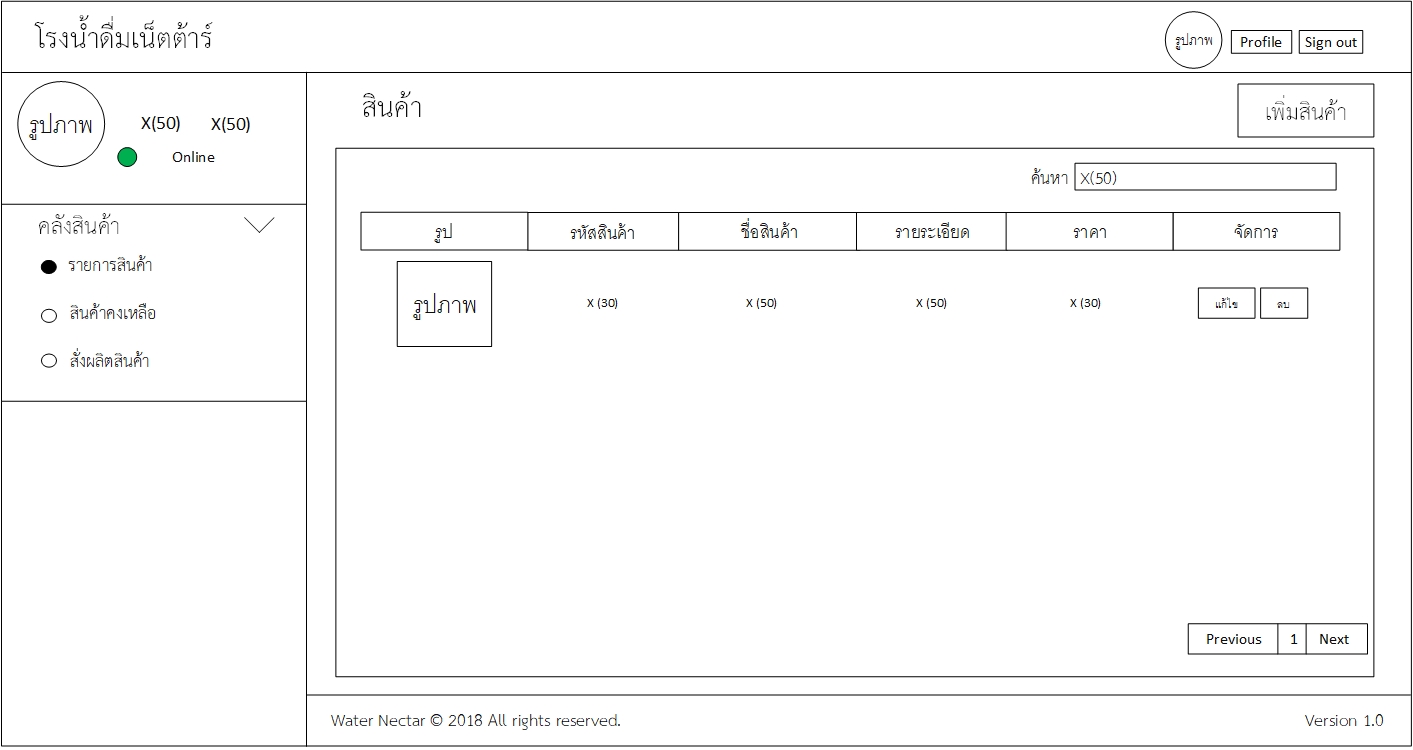 โรงน้ำดื่มเน็ตต้าร์
รูปภาพ Profile Sign out
รูปภาพ X(50) X(50)
Online
คลังสินค้า
รายการสินค้า
สินค้าคงเหลือ
สั่งผลิตสินค้า
สินค้า
เพิ่มสินค้า
ค้นหา X(50)
รูป รหัสสินค้า ชื่อสินค้า รายระเอียด ราคา จัดการ
รูปภาพ X (30) X (50) X (50) X (30) แก้ไข ลบ
Previous 1 Next
Water Nectar © 2018 All rights reserved. Version 1.0